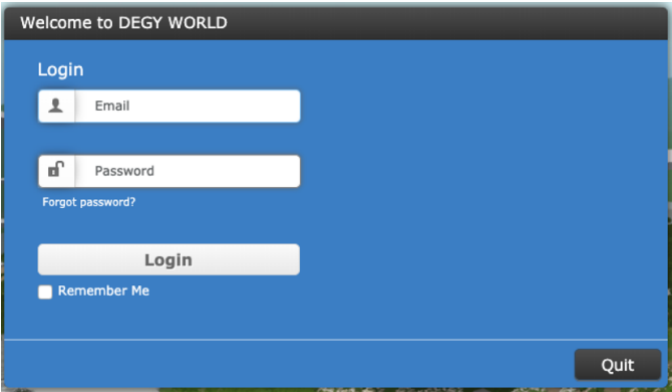 Welcome to DEGY WORLD
Login
Email
Password
Forgot password?
Login
Remember Me
Quit